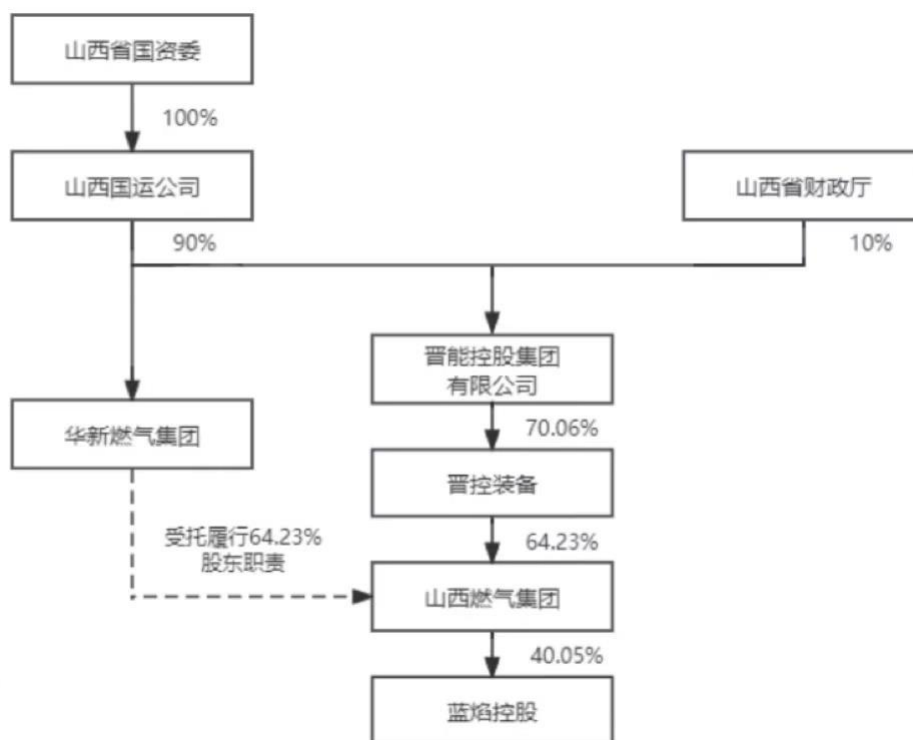 山西省国资委
100%
山西国运公司
山西省财政厅
90%
10%
晋能控股集团
有限公司
华新燃气集团
70.06%
晋控装备
受托履行64.23%
股东职责
64.23%
山西燃气集团
40.05%
蓝焰控股